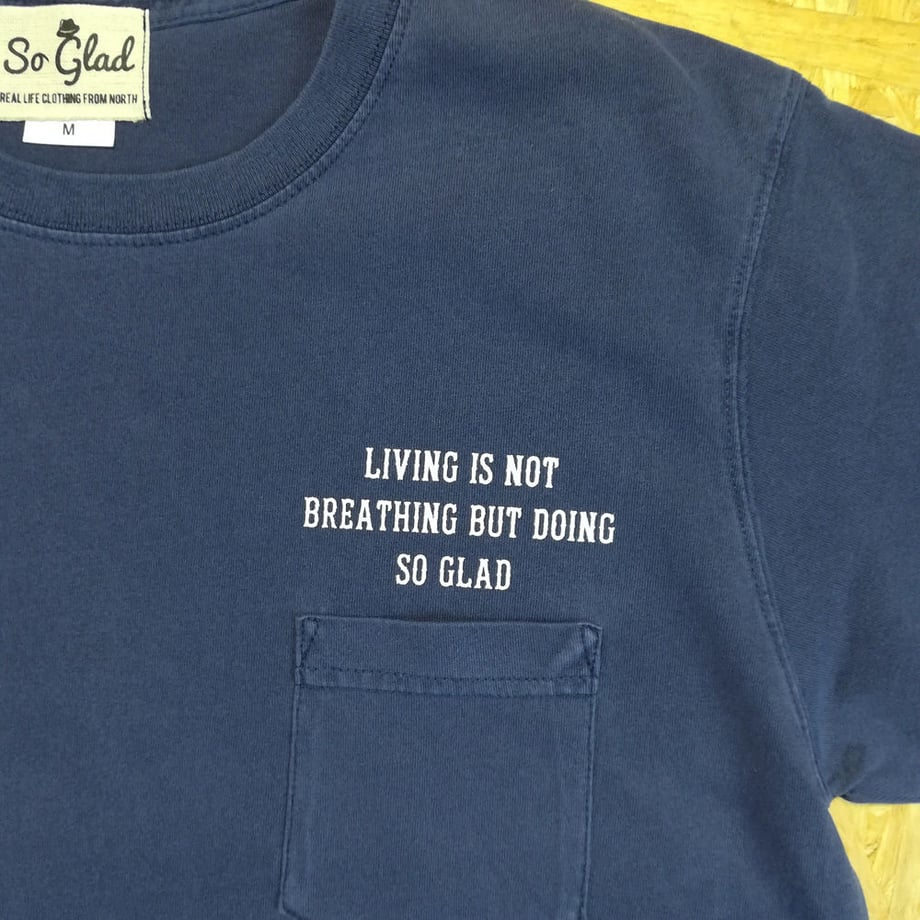 So Glad
REAL LIFE CLOTHING FROM NORTH
M
LIVING IS NOT
BREATHING BUT DOING
SO GLAD